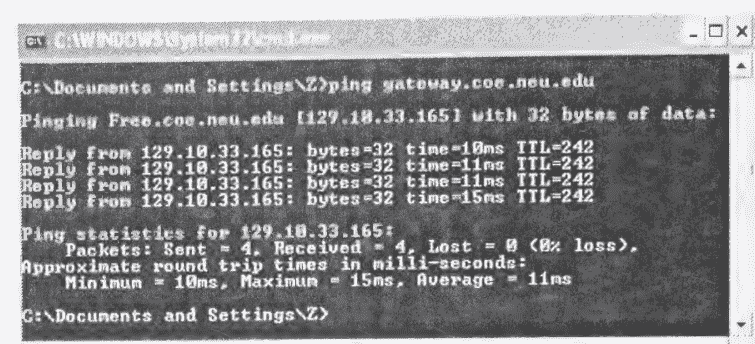 C:\WINDOWS\System32\cmd.exe
C:\Documents and Settings\Z>ping gateway.coe.neu.edu
Pinging Free.coe.neu.edu [129.10.33.165] with 32 bytes of data:
Reply from 129.10.33.165: bytes=32 time=10ms TTL=242
Reply from 129.10.33.165: bytes=32 time=11ms TTL=242
Reply from 129.10.33.165: bytes=32 time=11ms TTL=242
Reply from 129.10.33.165: bytes=32 time=15ms TTL=242
Ping statistics for 129.10.33.165:
Packets: Sent = 4, Received = 4, Lost = 0 (0% loss),
Approximate round trip times in milli-seconds:
Minimum = 10ms, Maximum = 15ms, Average = 11ms
C:\Documents and Settings\Z>